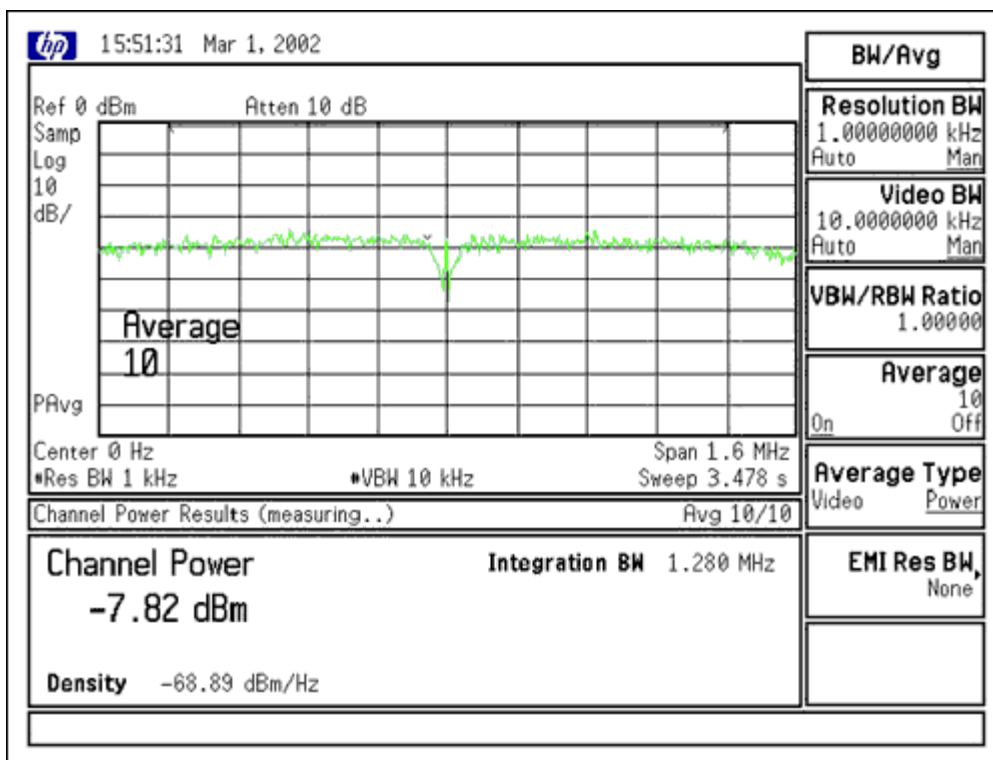 hp 15:51:31 Mar 1, 2002
Ref 0 dBm Atten 10 dB
Samp
Log
10
dB/
Average
10
PAvg
Center 0 Hz Span 1.6 MHz
#Res BW 1 kHz #VBW 10 kHz Sweep 3.478 s
Channel Power Results (measuring..) Avg 10/10
Channel Power Integration BW 1.280 MHz
-7.82 dBm
Density -68.89 dBm/Hz
BW/Avg
Resolution BW
1.00000000 kHz
Auto Man
Video BW
10.0000000 kHz
Auto Man
VBW/RBW Ratio
1.00000
Average
10
On Off
Average Type
Video Power
EMI Res BW
None